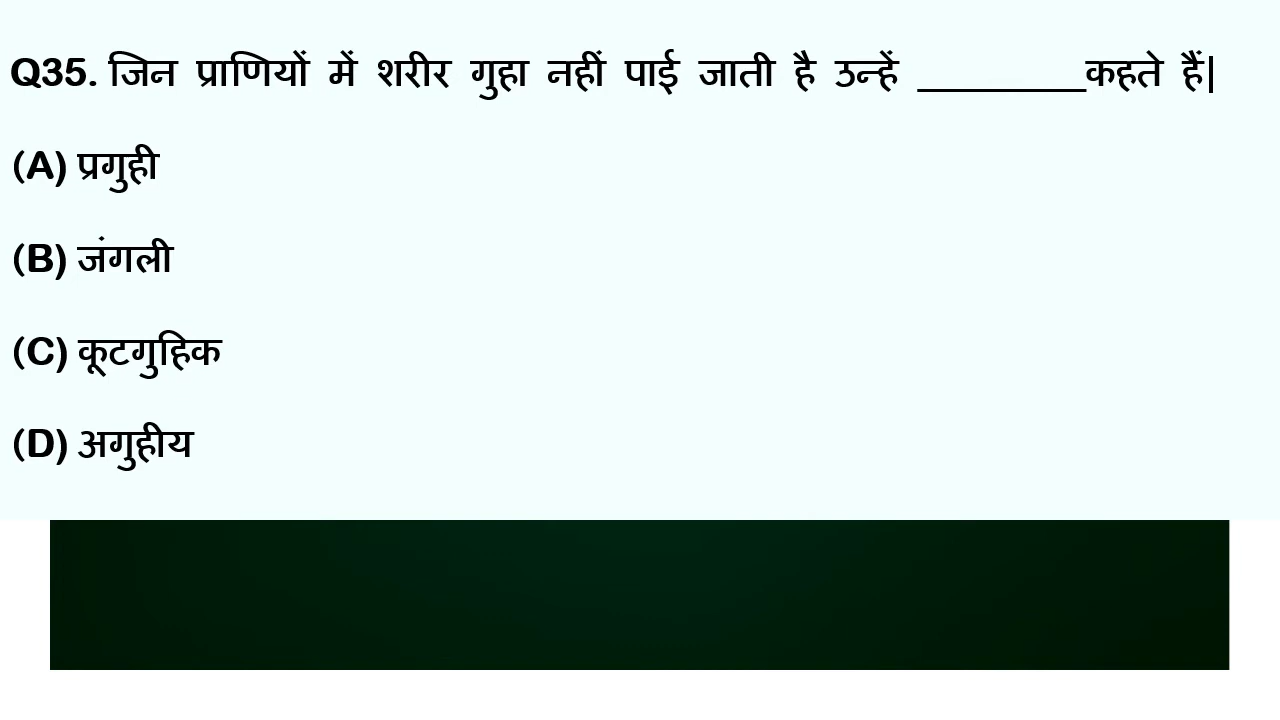 Q35. जिन प्राणियों में शरीर गुहा नहीं पाई जाती है उन्हें ________कहते हैं|
(A) प्रगुही
(B) जंगली
(C) कूटगुहिक
(D) अगुहीय